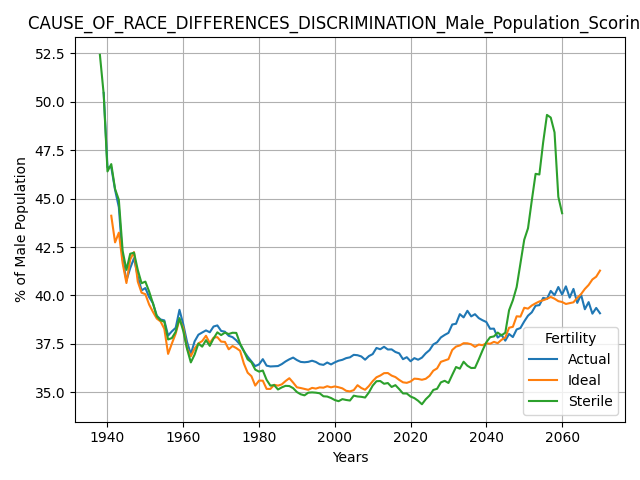 CAUSE_OF_RACE_DIFFERENCES_DISCRIMINATION_Male_Population_Scorin
% of Male Population
52.5
50.0
47.5
45.0
42.5
40.0
37.5
35.0
Fertility
Actual
Ideal
Sterile
1940
1960
1980
2000
2020
2040
2060
Years